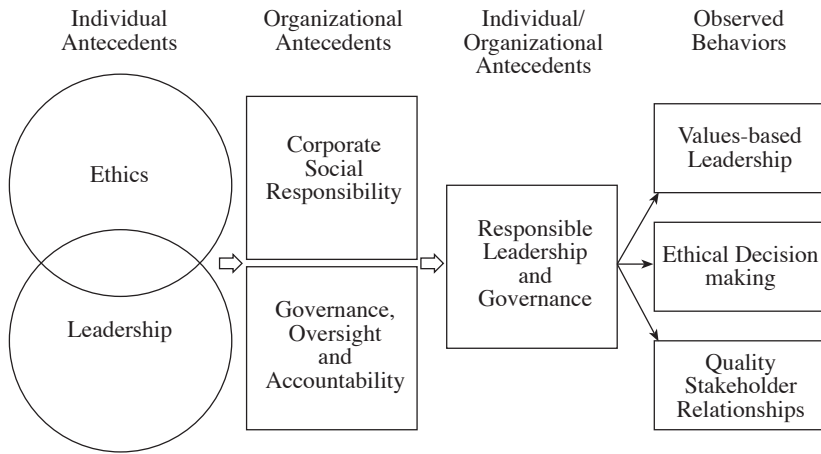 Individual
Antecedents
Organizational
Antecedents
Individual/
Organizational
Antecedents
Observed
Behaviors
Ethics
Leadership
Corporate
Social
Responsibility
Governance,
Oversight
and
Accountability
Responsible
Leadership
and
Governance
Values-based
Leadership
Ethical Decision
making
Quality
Stakeholder
Relationships